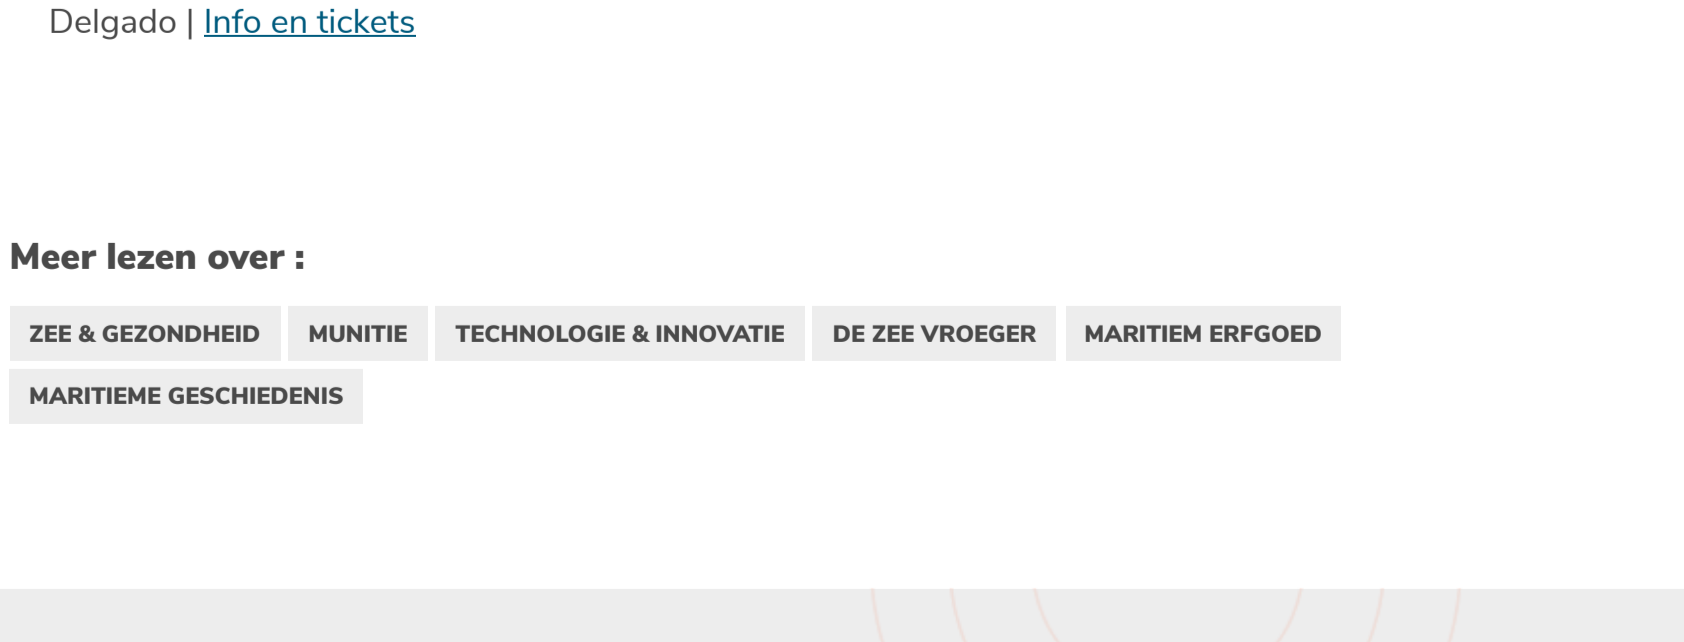 Delgado | Info en tickets
Meer lezen over :
ZEE & GEZONDHEID MUNITIE TECHNOLOGIE & INNOVATIE DE ZEE VROEGER MARITIEM ERFGOED
MARITIEME GESCHIEDENIS